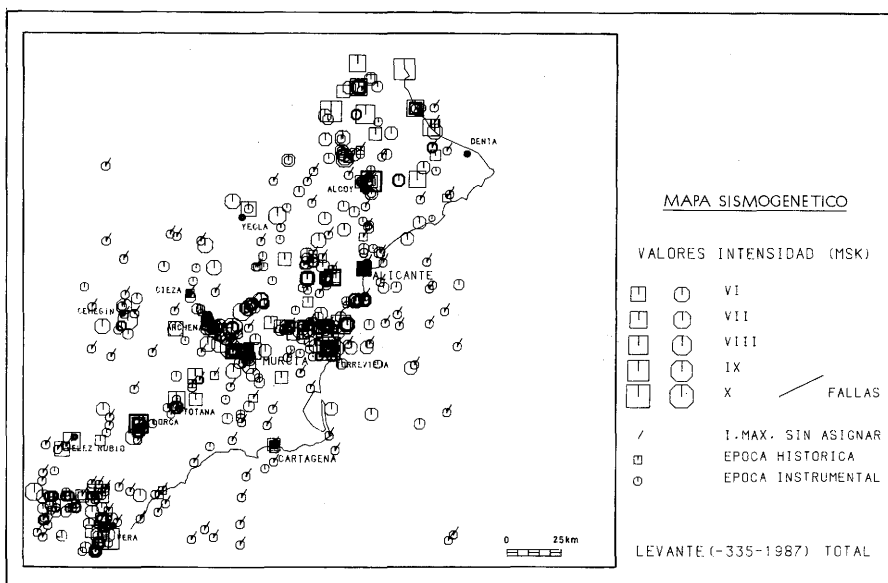 DENIA
ALCOY
YECLA
ALICANTE
CIEZA
CEHEGIN
ARCHENA
MURCIA
TORREVIEJA
TOTANA
LORCA
VELEZ RUBIO
CARTAGENA
VERA
0 25km
MAPA SISMOGENETICO
VALORES INTENSIDAD (MSK)
VI
VII
VIII
IX
X FALLAS
I.MAX. SIN ASIGNAR
EPOCA HISTORICA
EPOCA INSTRUMENTAL
LEVANTE (-335-1987) TOTAL